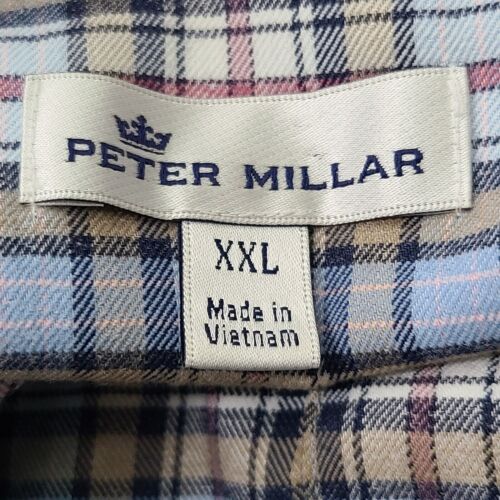 PETER MILLAR
XXL
Made in
Vietnam